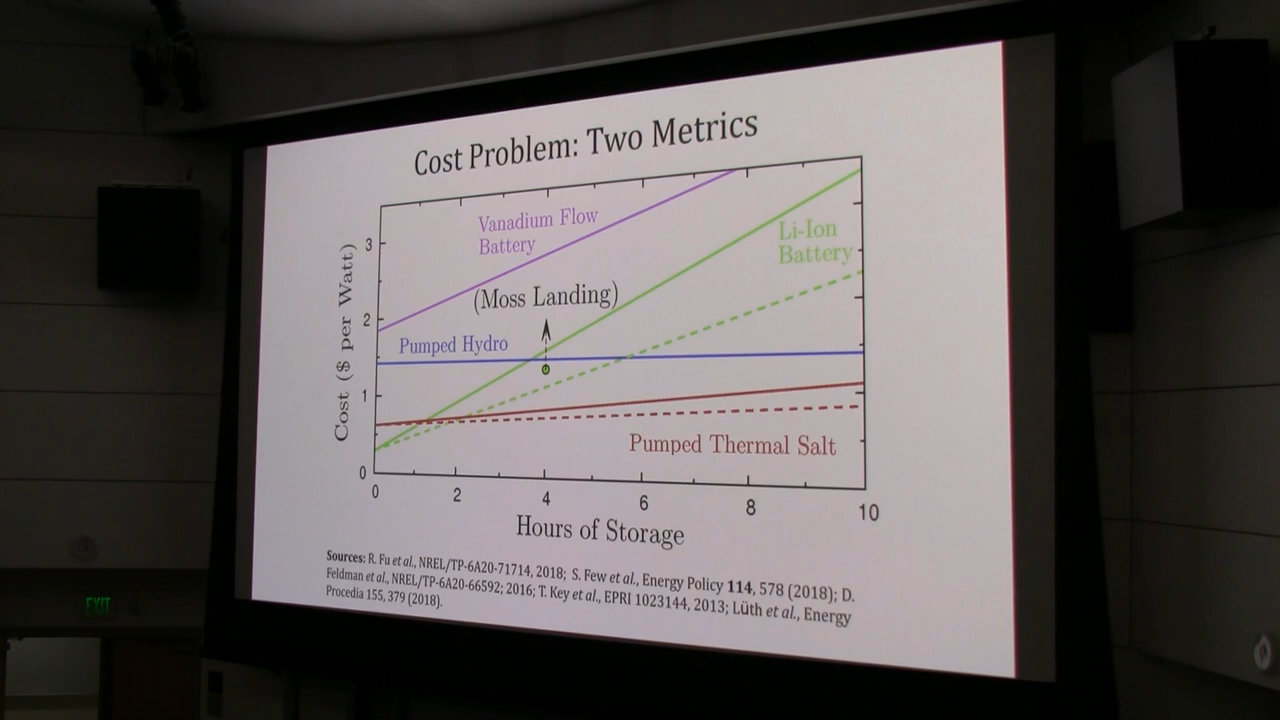 Cost Problem: Two Metrics
Vanadium Flow
Battery
Li-Ion
Battery
(Moss Landing)
Pumped Hydro
Pumped Thermal Salt
Cost ($ per Watt)
3
2
1
0
0 2 4 6 8 10
Hours of Storage
Sources: R. Fu et al., NREL/TP-6A20-71714, 2018; S. Few et al., Energy Policy 114, 578 (2018); D.
Feldman et al., NREL/TP-6A20-66592; 2016; T. Key et al., EPRI 1023144, 2013; Lüth et al., Energy
Procedia 155, 379 (2018).
EXIT